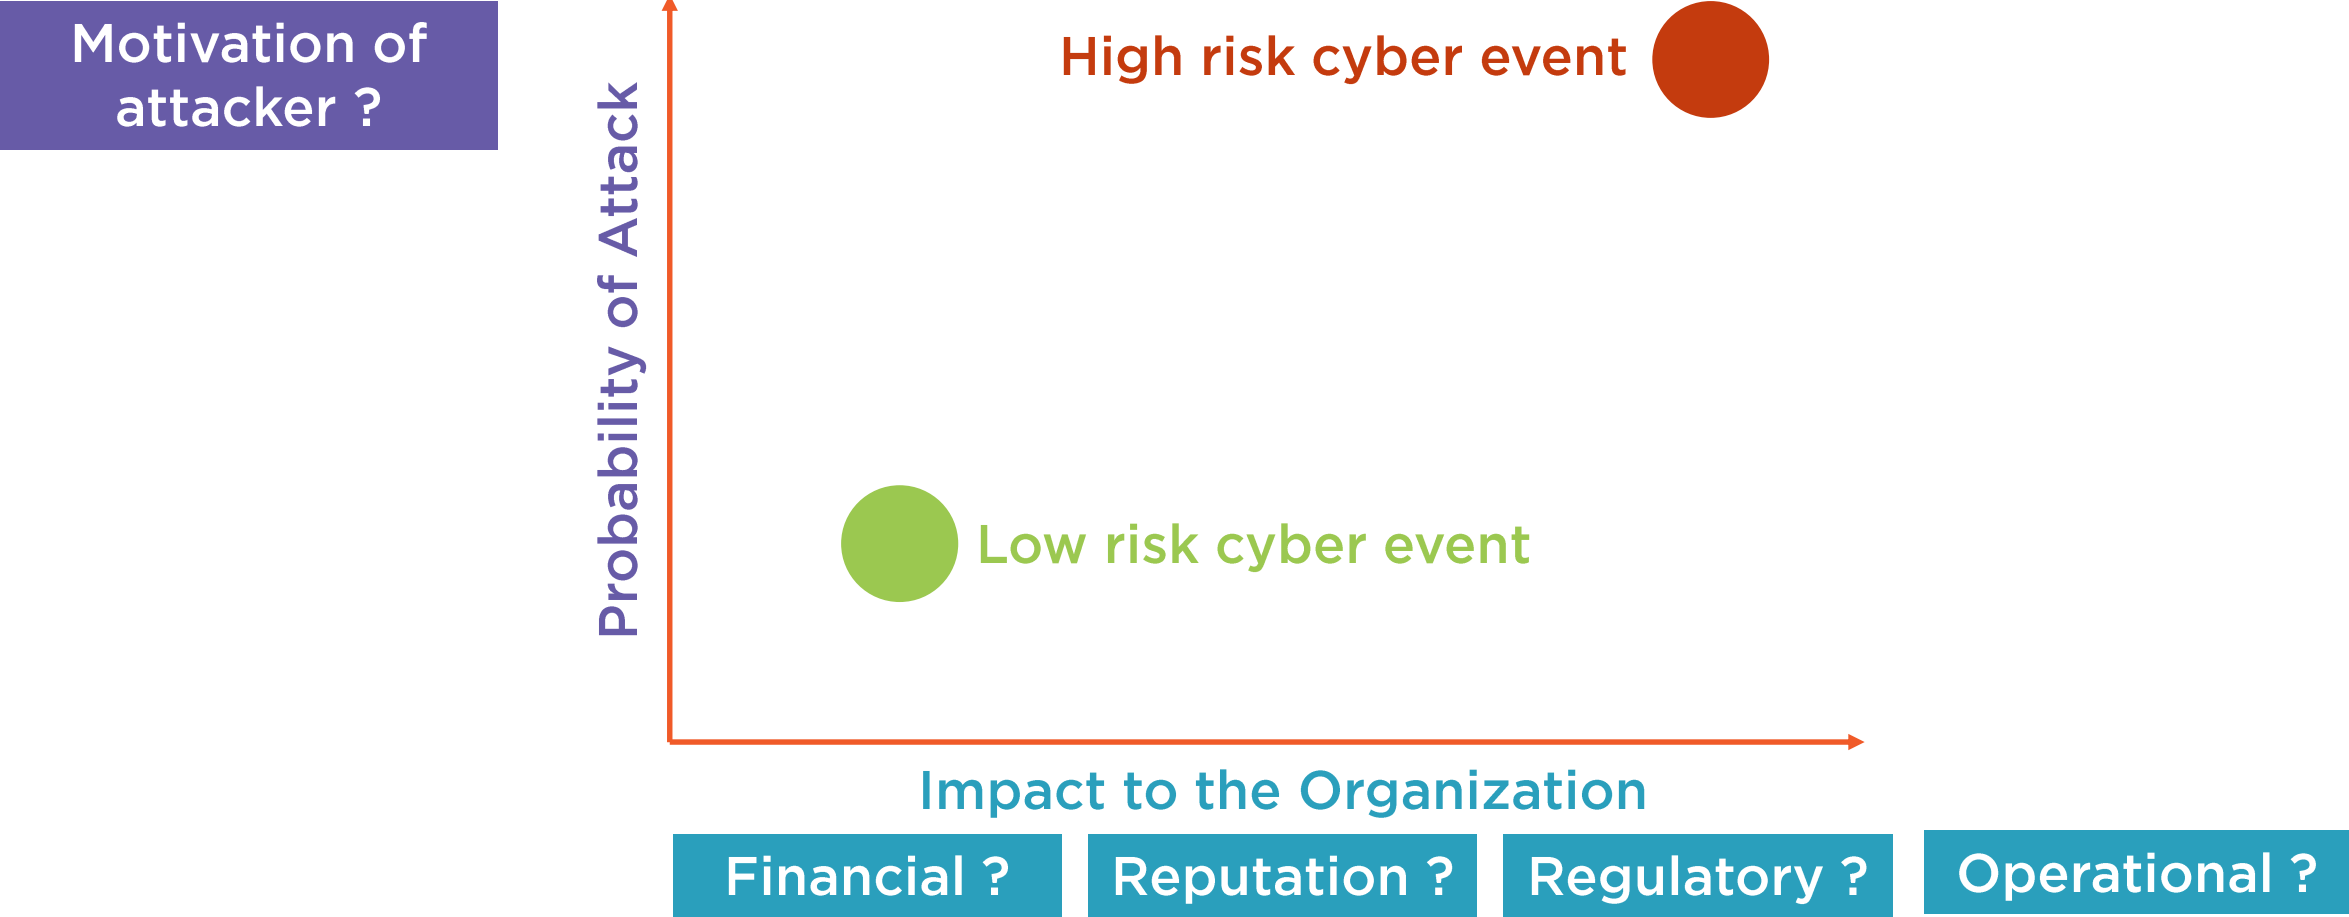 Motivation of
attacker ?
High risk cyber event
Probability of Attack
Low risk cyber event
Impact to the Organization
Financial ?
Reputation ?
Regulatory ?
Operational ?